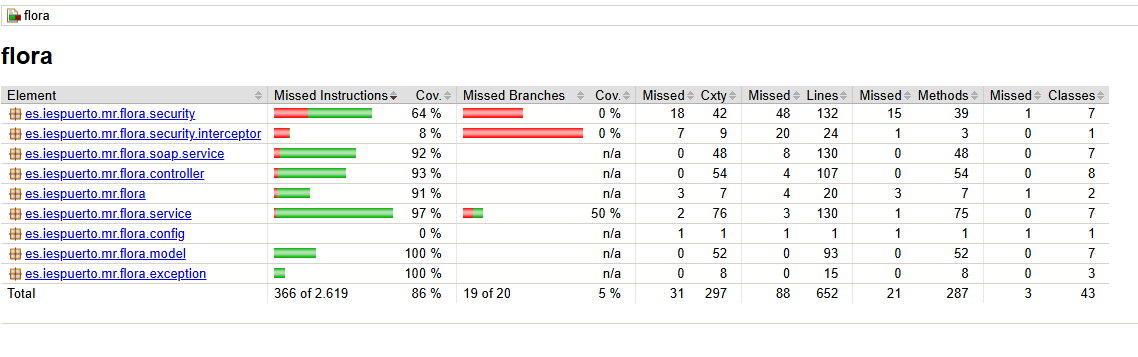 flora
flora
Element Missed Instructions Cov. Missed Branches Cov. Missed Cxty Missed Lines Missed Methods Missed Classes
es.iespuerto.mr.flora.security 64 % 0 % 18 42 48 132 15 39 1 7
es.iespuerto.mr.flora.security.interceptor 8 % 0 % 7 9 20 24 1 3 0 1
es.iespuerto.mr.flora.soap.service 92 % n/a 0 48 8 130 0 48 0 7
es.iespuerto.mr.flora.controller 93 % n/a 0 54 4 107 0 54 0 8
es.iespuerto.mr.flora 91 % n/a 3 7 4 20 3 7 1 2
es.iespuerto.mr.flora.service 97 % 50 % 2 76 3 130 1 75 0 7
es.iespuerto.mr.flora.config 0 % n/a 1 1 1 1 1 1 1 1
es.iespuerto.mr.flora.model 100 % n/a 0 52 0 93 0 52 0 7
es.iespuerto.mr.flora.exception 100 % n/a 0 8 0 15 0 8 0 3
Total 366 of 2.619 86 % 19 of 20 5 % 31 297 88 652 21 287 3 43